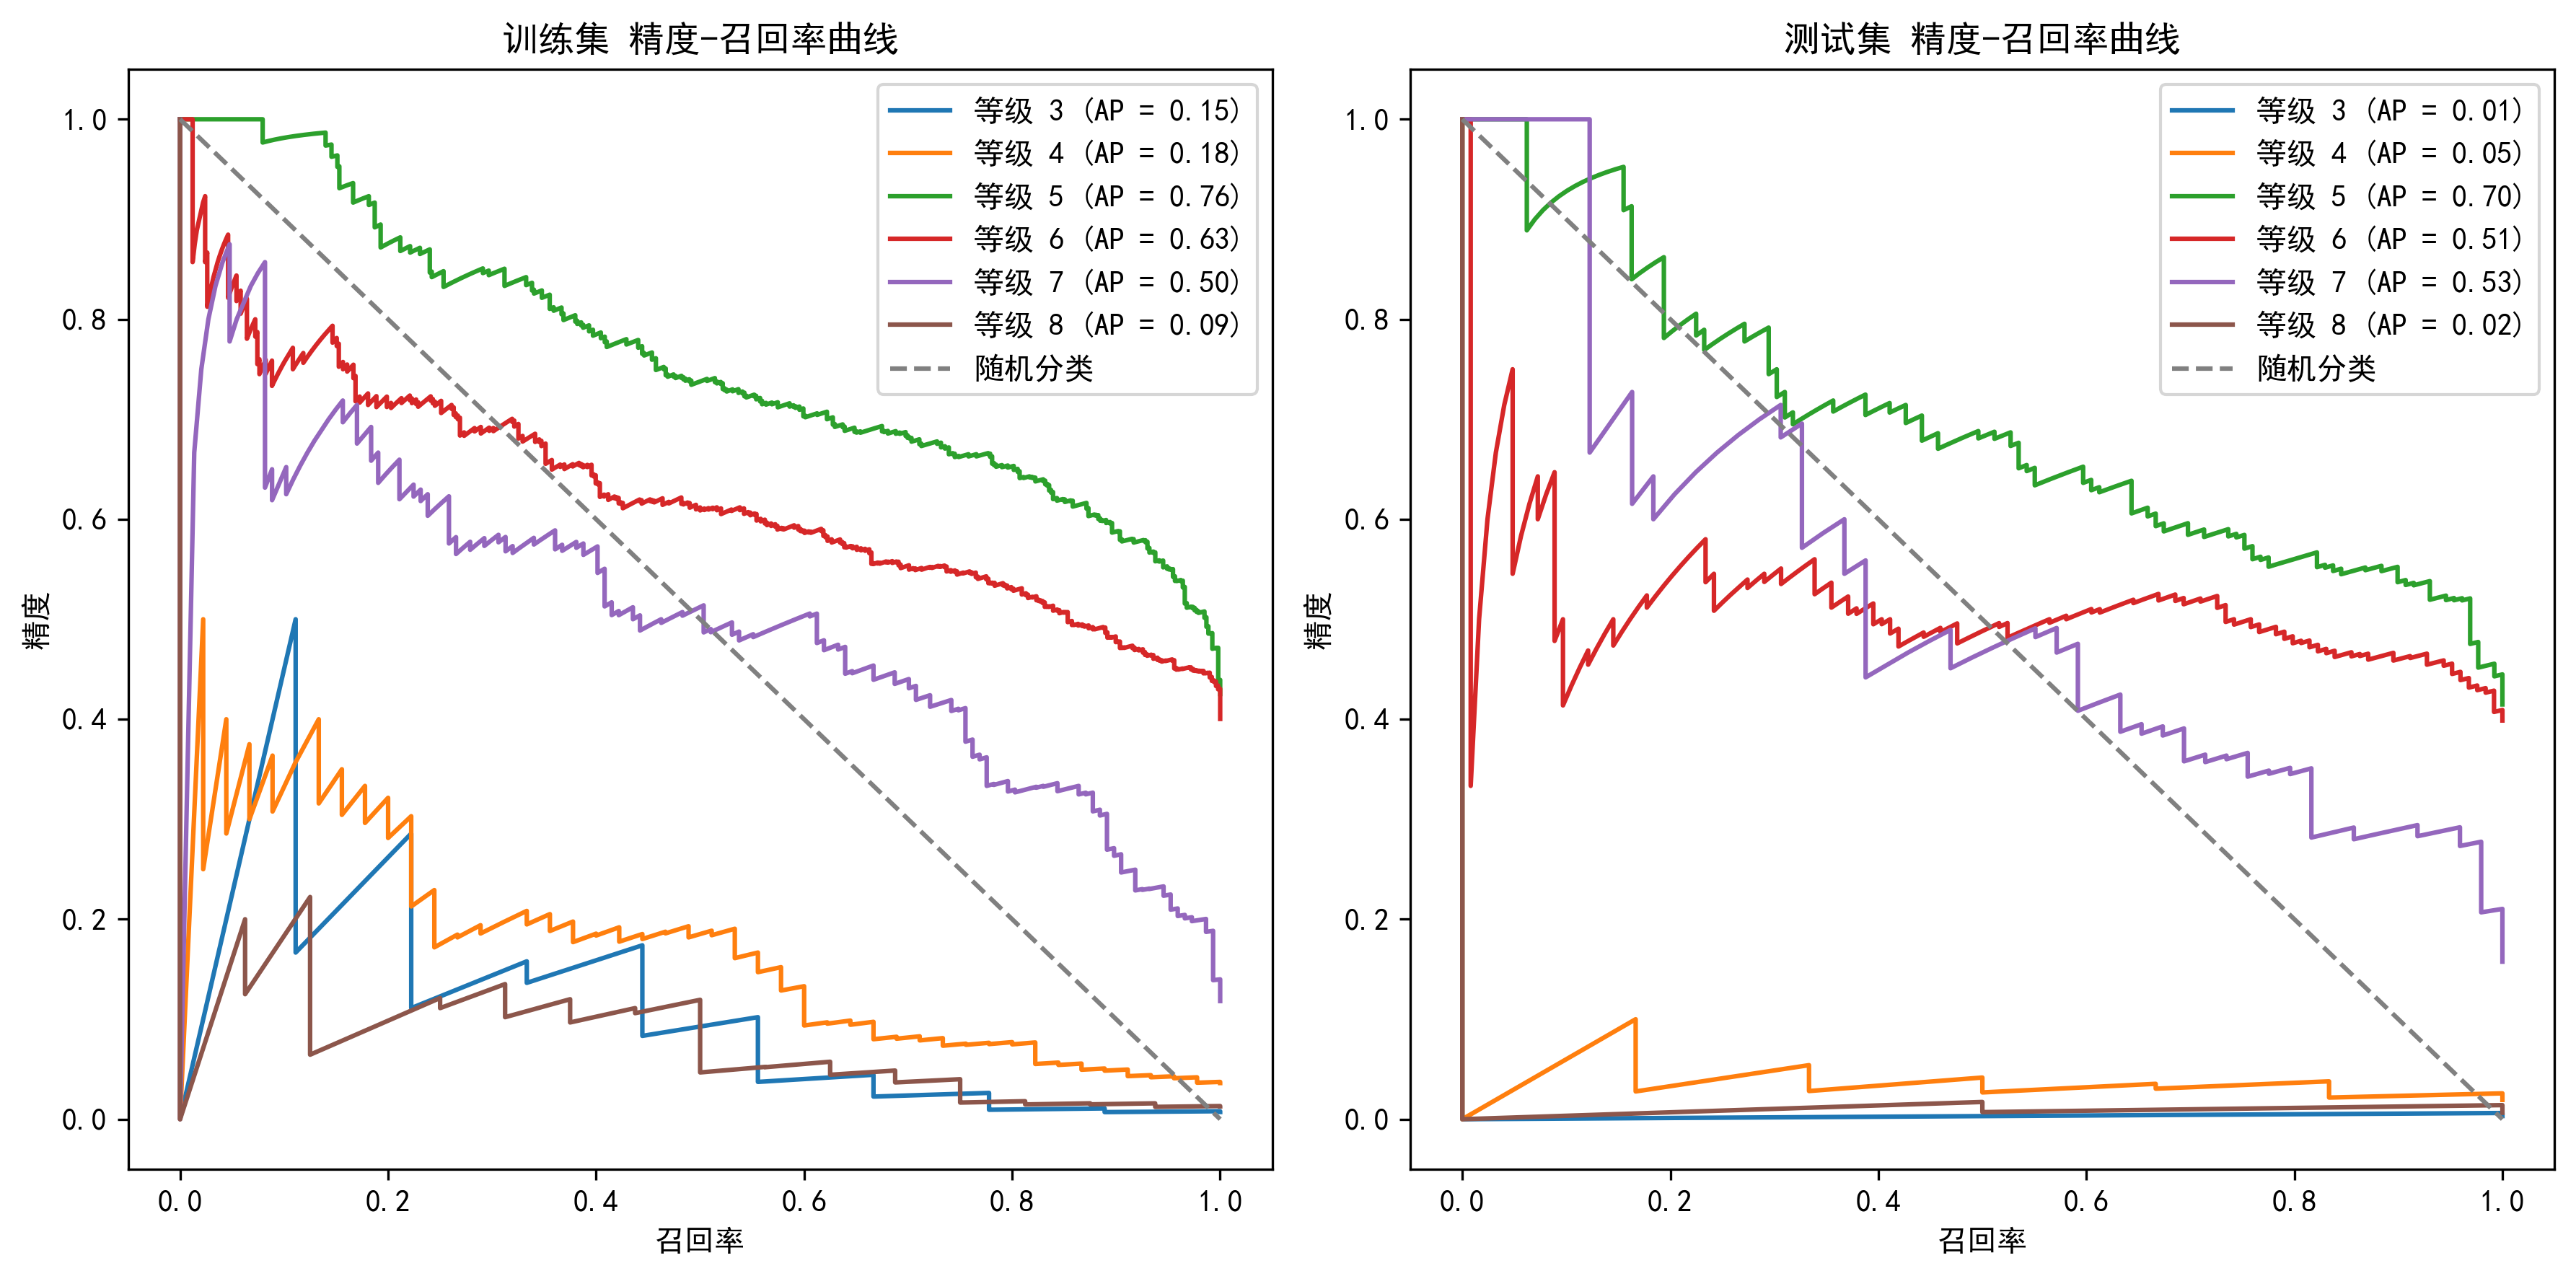 训练集 精度-召回率曲线
1.0
0.8
0.6
0.4
0.2
0.0
精度
0.0 0.2 0.4 0.6 0.8 1.0
召回率
等级 3 (AP = 0.15)
等级 4 (AP = 0.18)
等级 5 (AP = 0.76)
等级 6 (AP = 0.63)
等级 7 (AP = 0.50)
等级 8 (AP = 0.09)
随机分类
测试集 精度-召回率曲线
1.0
0.8
0.6
0.4
0.2
0.0
精度
0.0 0.2 0.4 0.6 0.8 1.0
召回率
等级 3 (AP = 0.01)
等级 4 (AP = 0.05)
等级 5 (AP = 0.70)
等级 6 (AP = 0.51)
等级 7 (AP = 0.53)
等级 8 (AP = 0.02)
随机分类